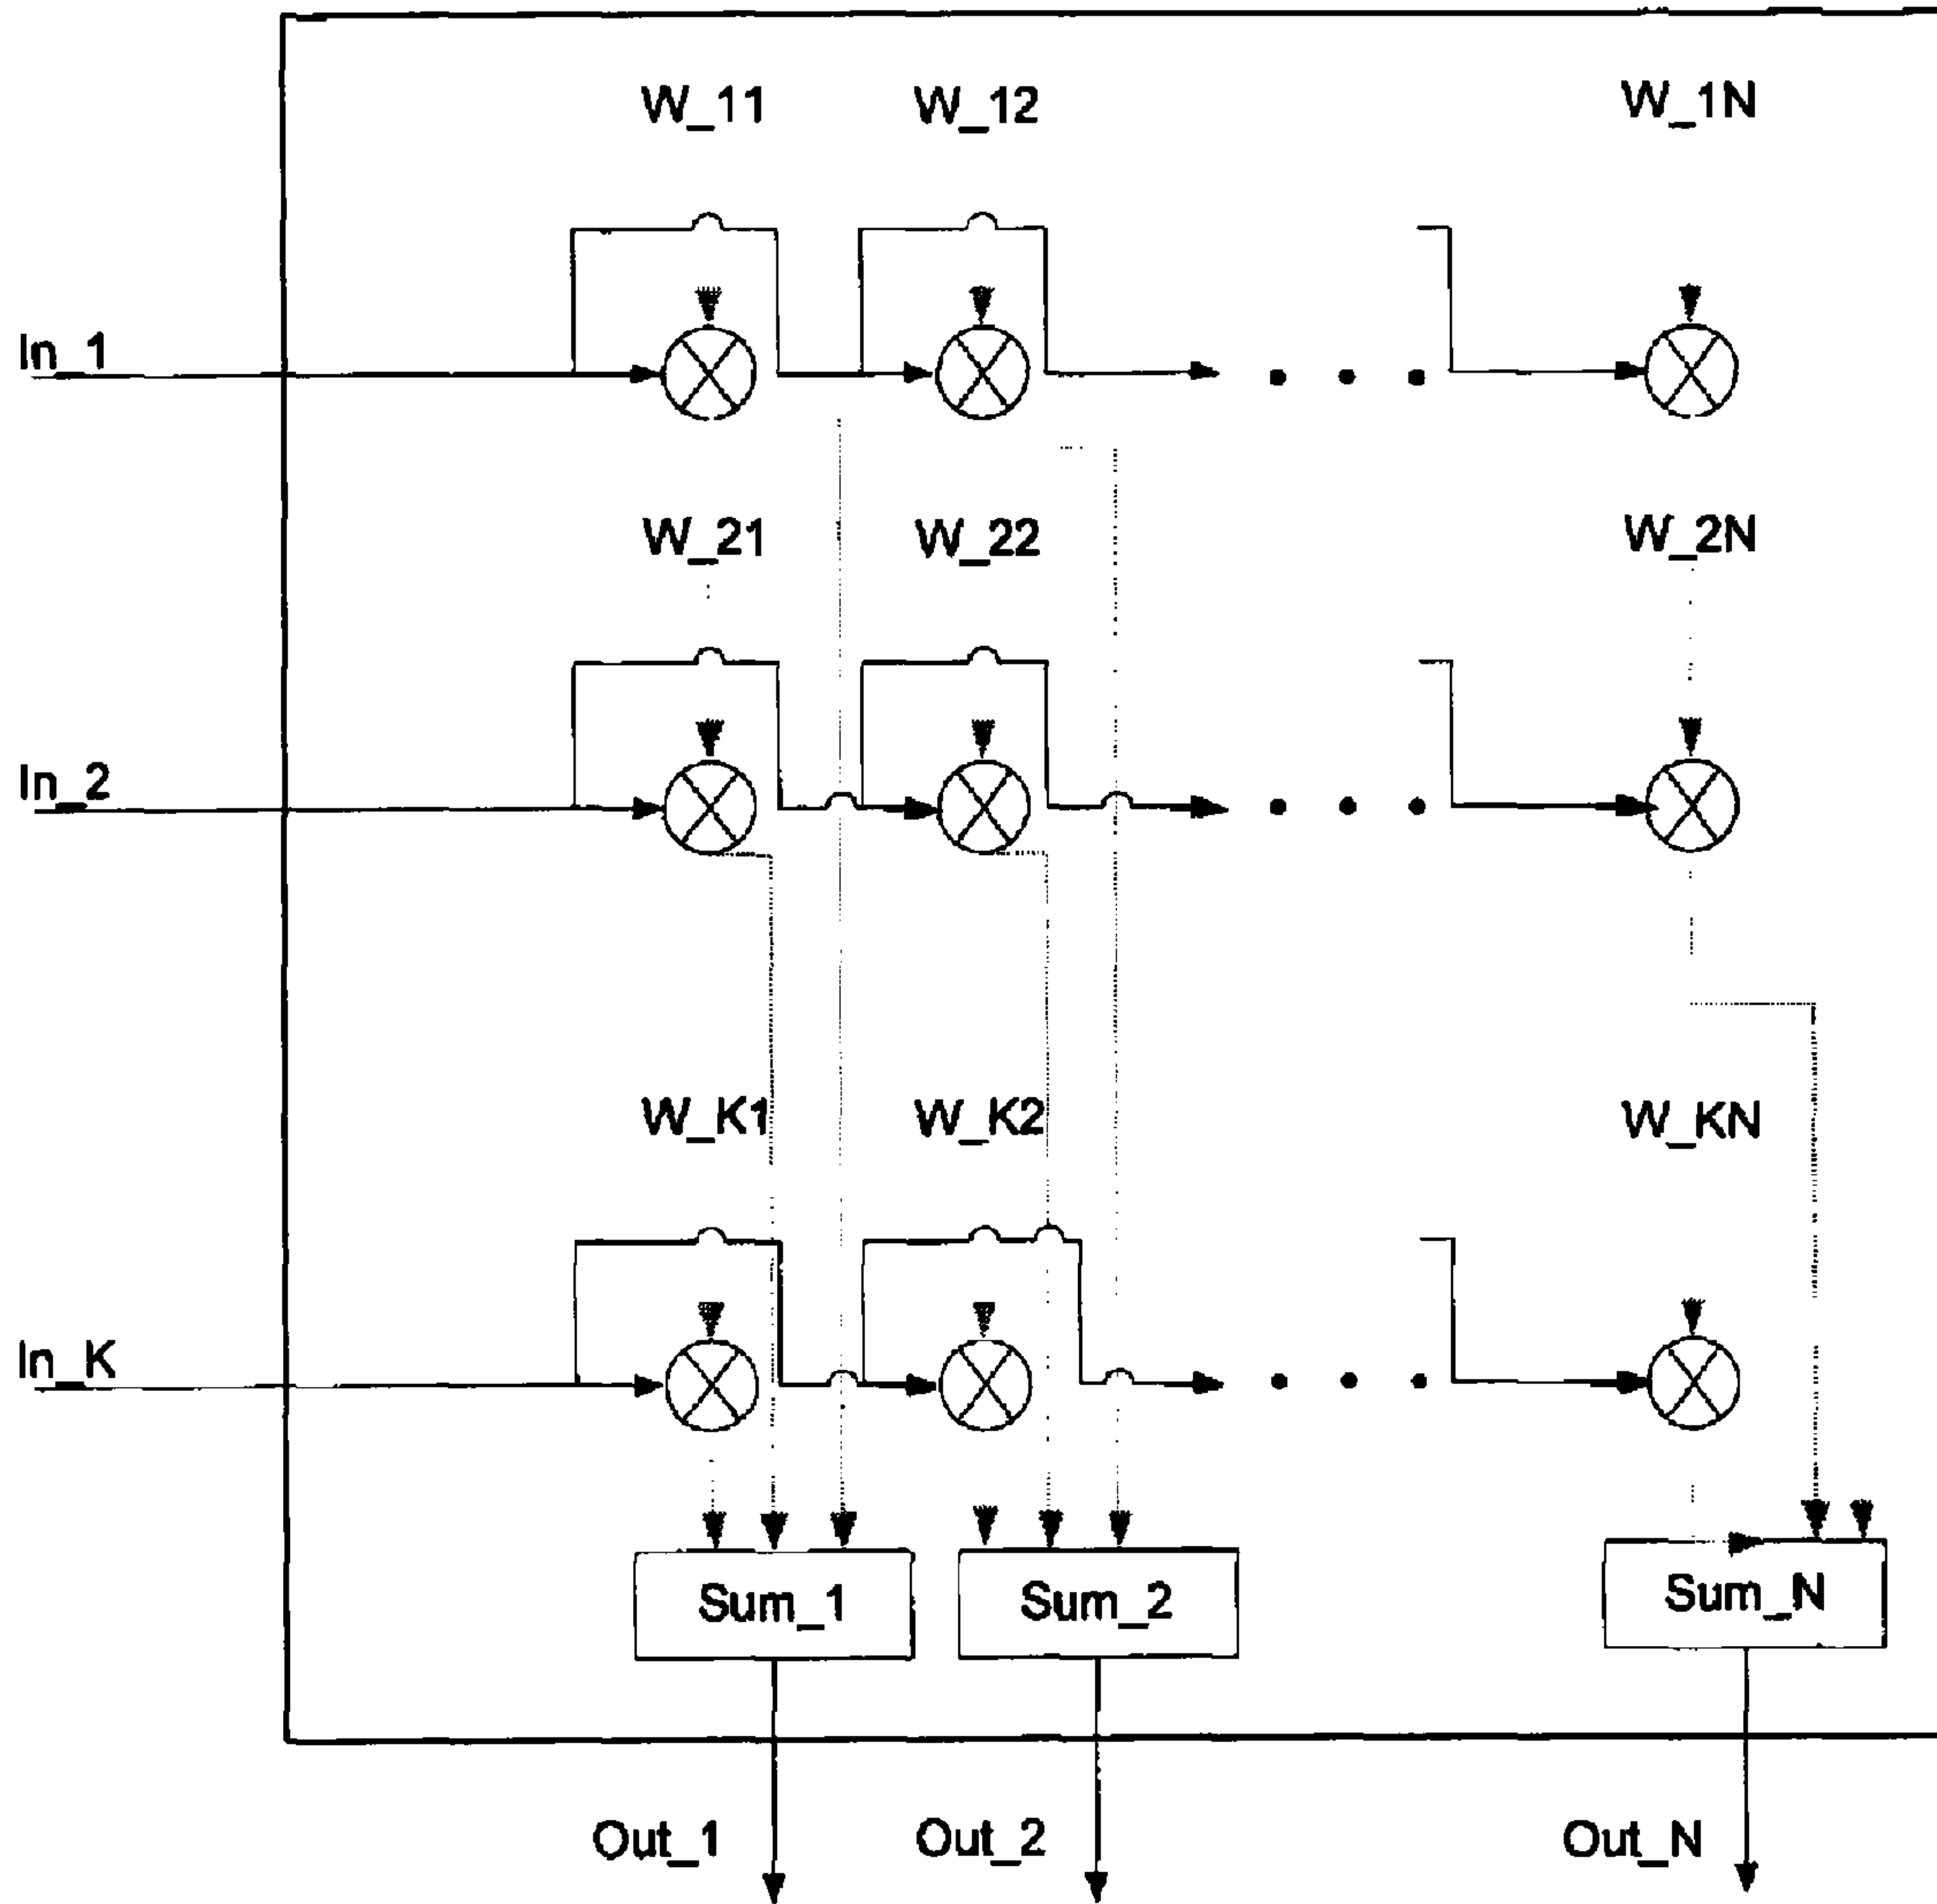 W_11 W_12 W_1N
In_1
W_21 W_22 W_2N
In_2
W_K1 W_K2 W_KN
In_K
Sum_1 Sum_2 Sum_N
Out_1 Out_2 Out_N